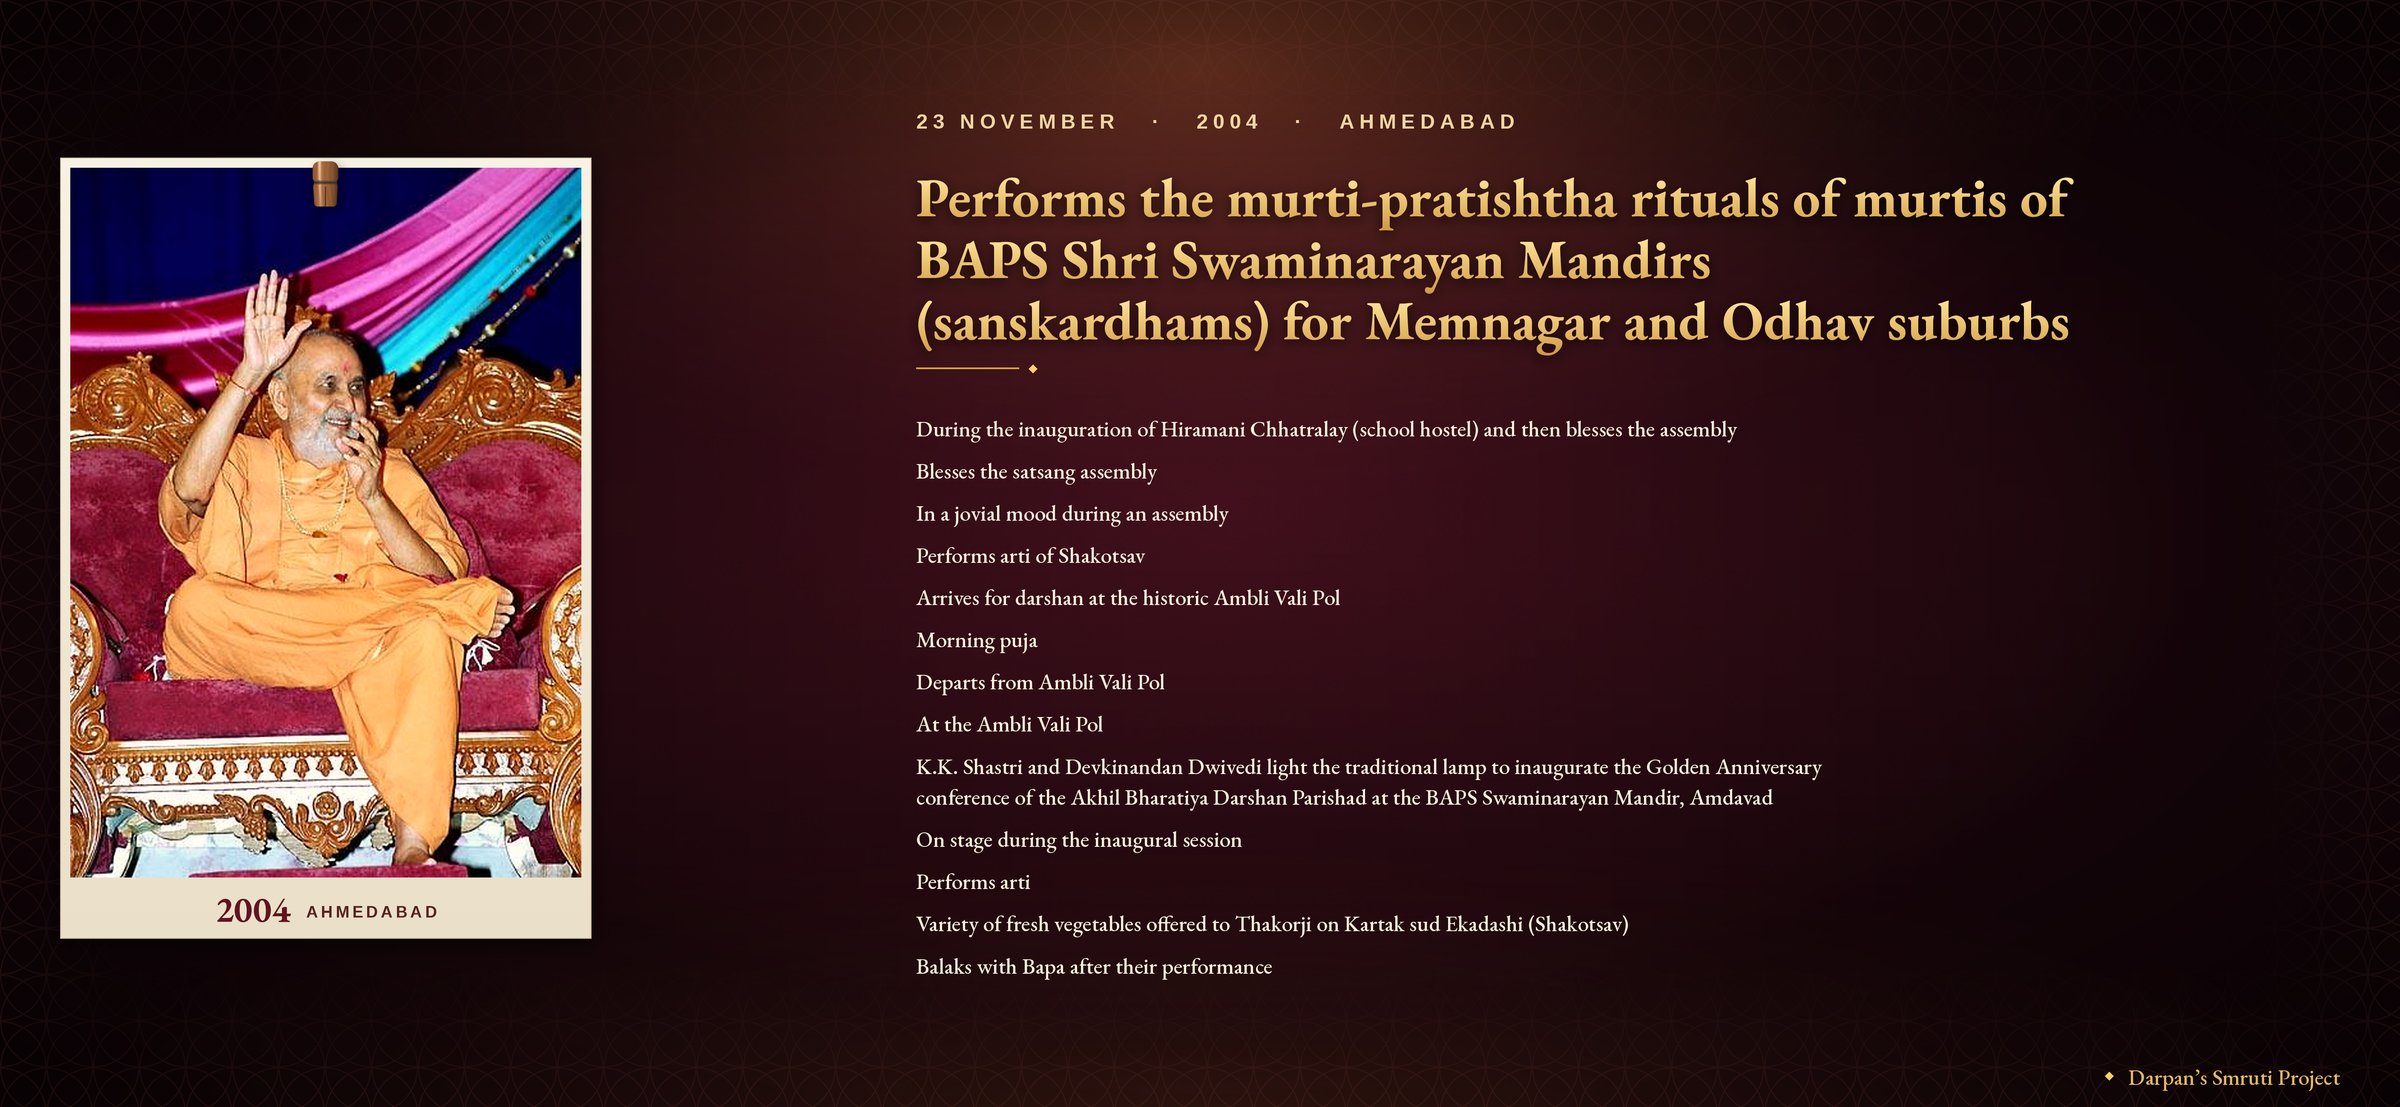 23 NOVEMBER · 2004 · AHMEDABAD
Performs the murti-pratishtha rituals of murtis of
BAPS Shri Swaminarayan Mandirs
(sanskardhams) for Memnagar and Odhav suburbs
During the inauguration of Hiramani Chhatralay (school hostel) and then blesses the assembly
Blesses the satsang assembly
In a jovial mood during an assembly
Performs arti of Shakotsav
Arrives for darshan at the historic Ambli Vali Pol
Morning puja
Departs from Ambli Vali Pol
At the Ambli Vali Pol
K.K. Shastri and Devkinandan Dwivedi light the traditional lamp to inaugurate the Golden Anniversary
conference of the Akhil Bharatiya Darshan Parishad at the BAPS Swaminarayan Mandir, Amdavad
On stage during the inaugural session
Performs arti
Variety of fresh vegetables offered to Thakorji on Kartak sud Ekadashi (Shakotsav)
Balaks with Bapa after their performance
2004 AHMEDABAD
Darpan’s Smruti Project